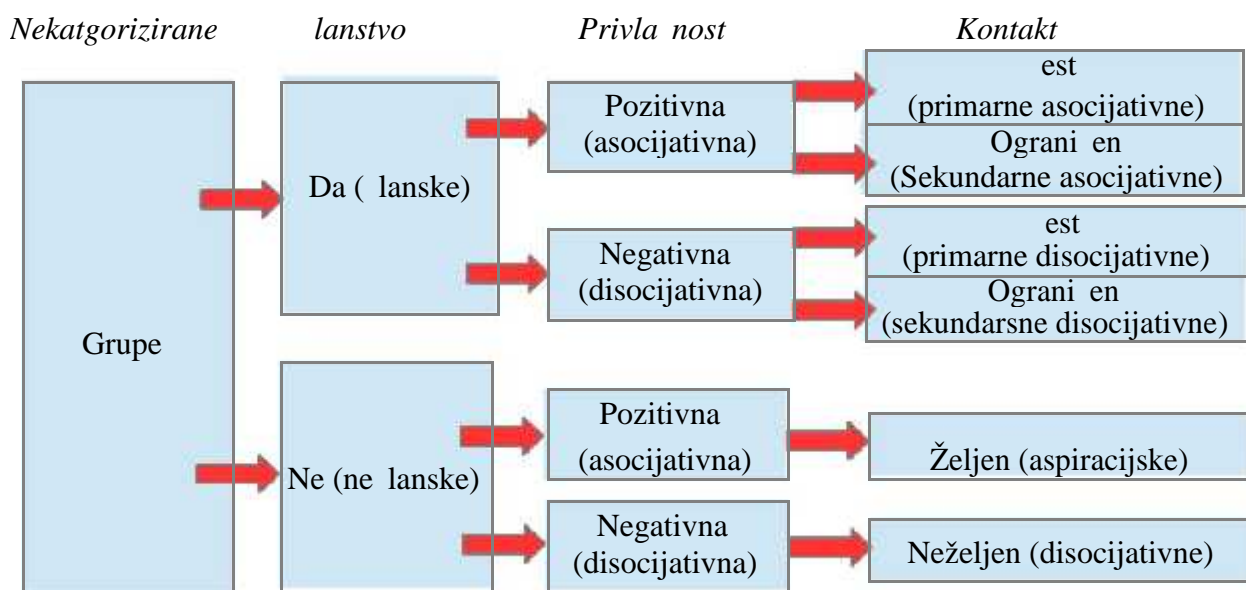 Nekatgorizirane lanstvo Privla nost Kontakt
Grupe
Da ( lanske)
Ne (ne lanske)
Pozitivna
(asocijativna)
Negativna
(disocijativna)
Pozitivna
(asocijativna)
Negativna
(disocijativna)
est
(primarne asocijativne)
Ograni en
(Sekundarne asocijativne)
est
(primarne disocijativne)
Ograni en
(sekundarsne disocijativne)
Željen (aspiracijske)
Neželjen (disocijativne)